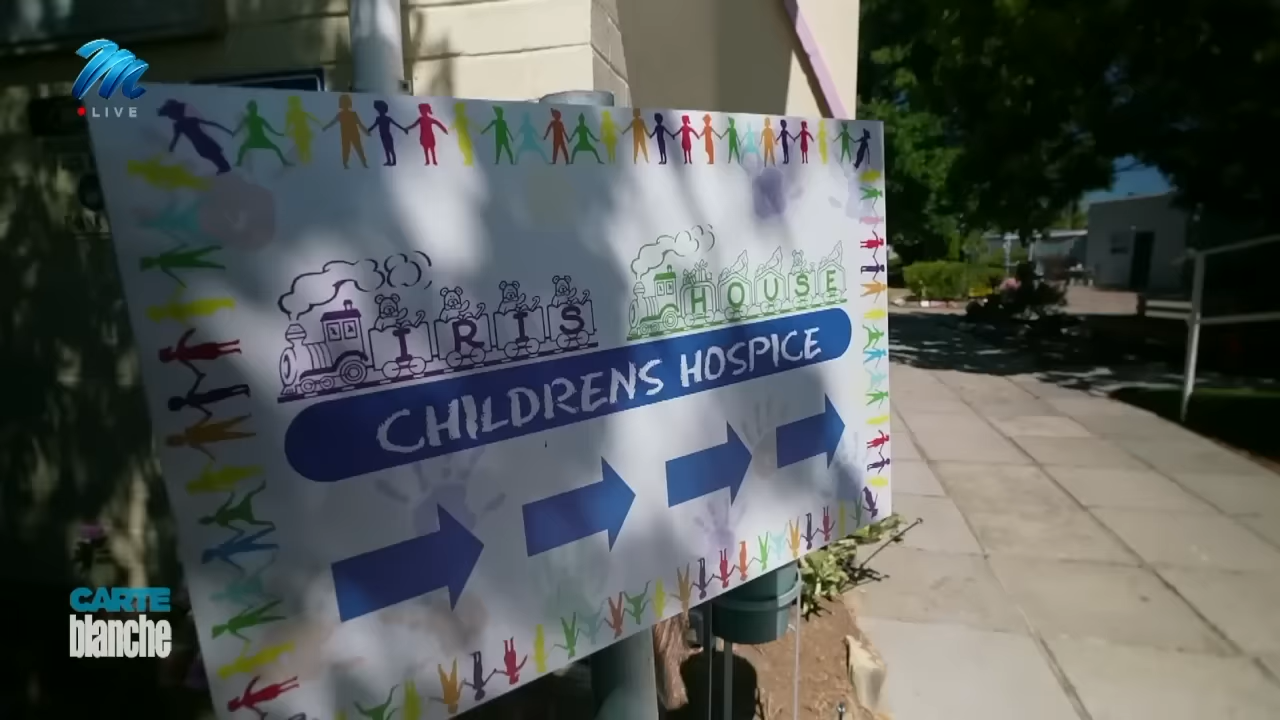 M
LIVE
IRIS HOUSE
CHILDRENS HOSPICE
CARTE
blanche